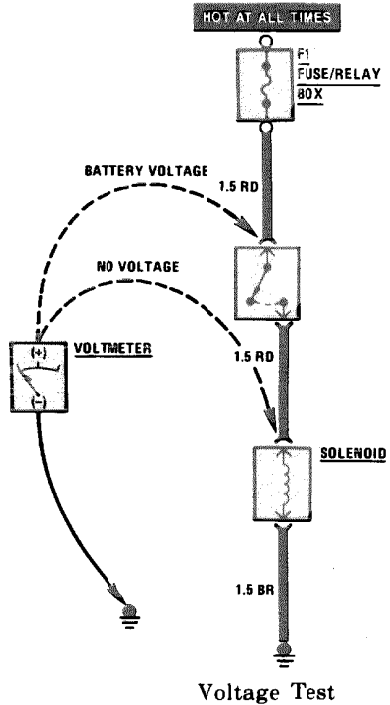 HOT AT ALL TIMES
F1
FUSE/RELAY
BOX
BATTERY VOLTAGE
1.5 RD
NO VOLTAGE
VOLTMETER
(+)
(–)
1.5 RD
SOLENOID
1.5 BR
Voltage Test